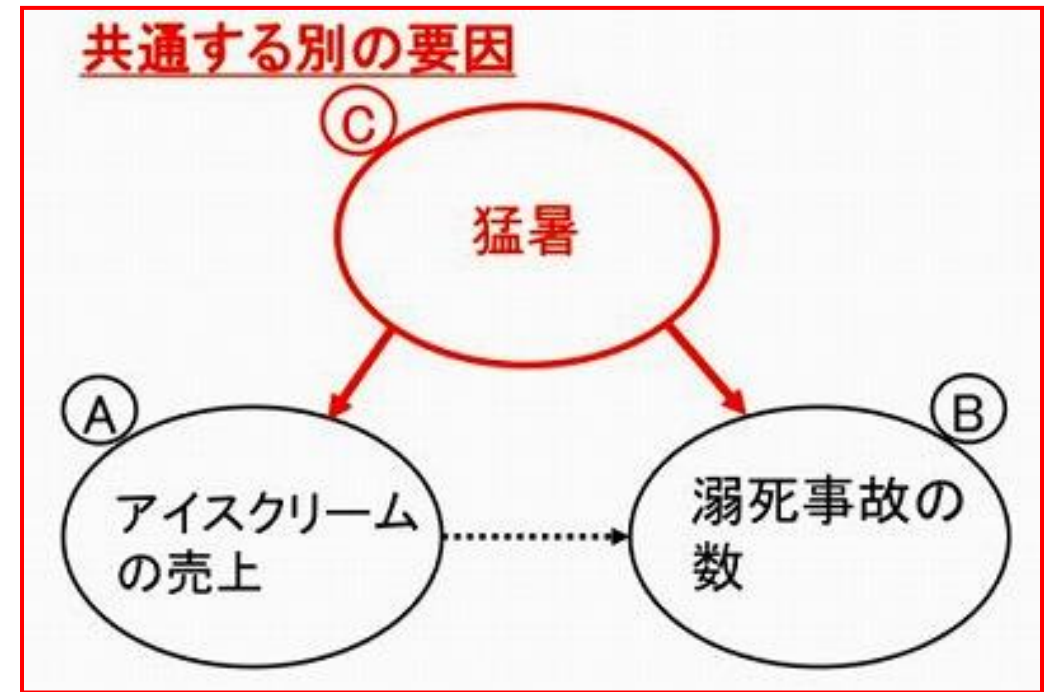 共通する別の要因
C
猛暑
A
B
アイスクリーム
の売上
溺死事故の
数